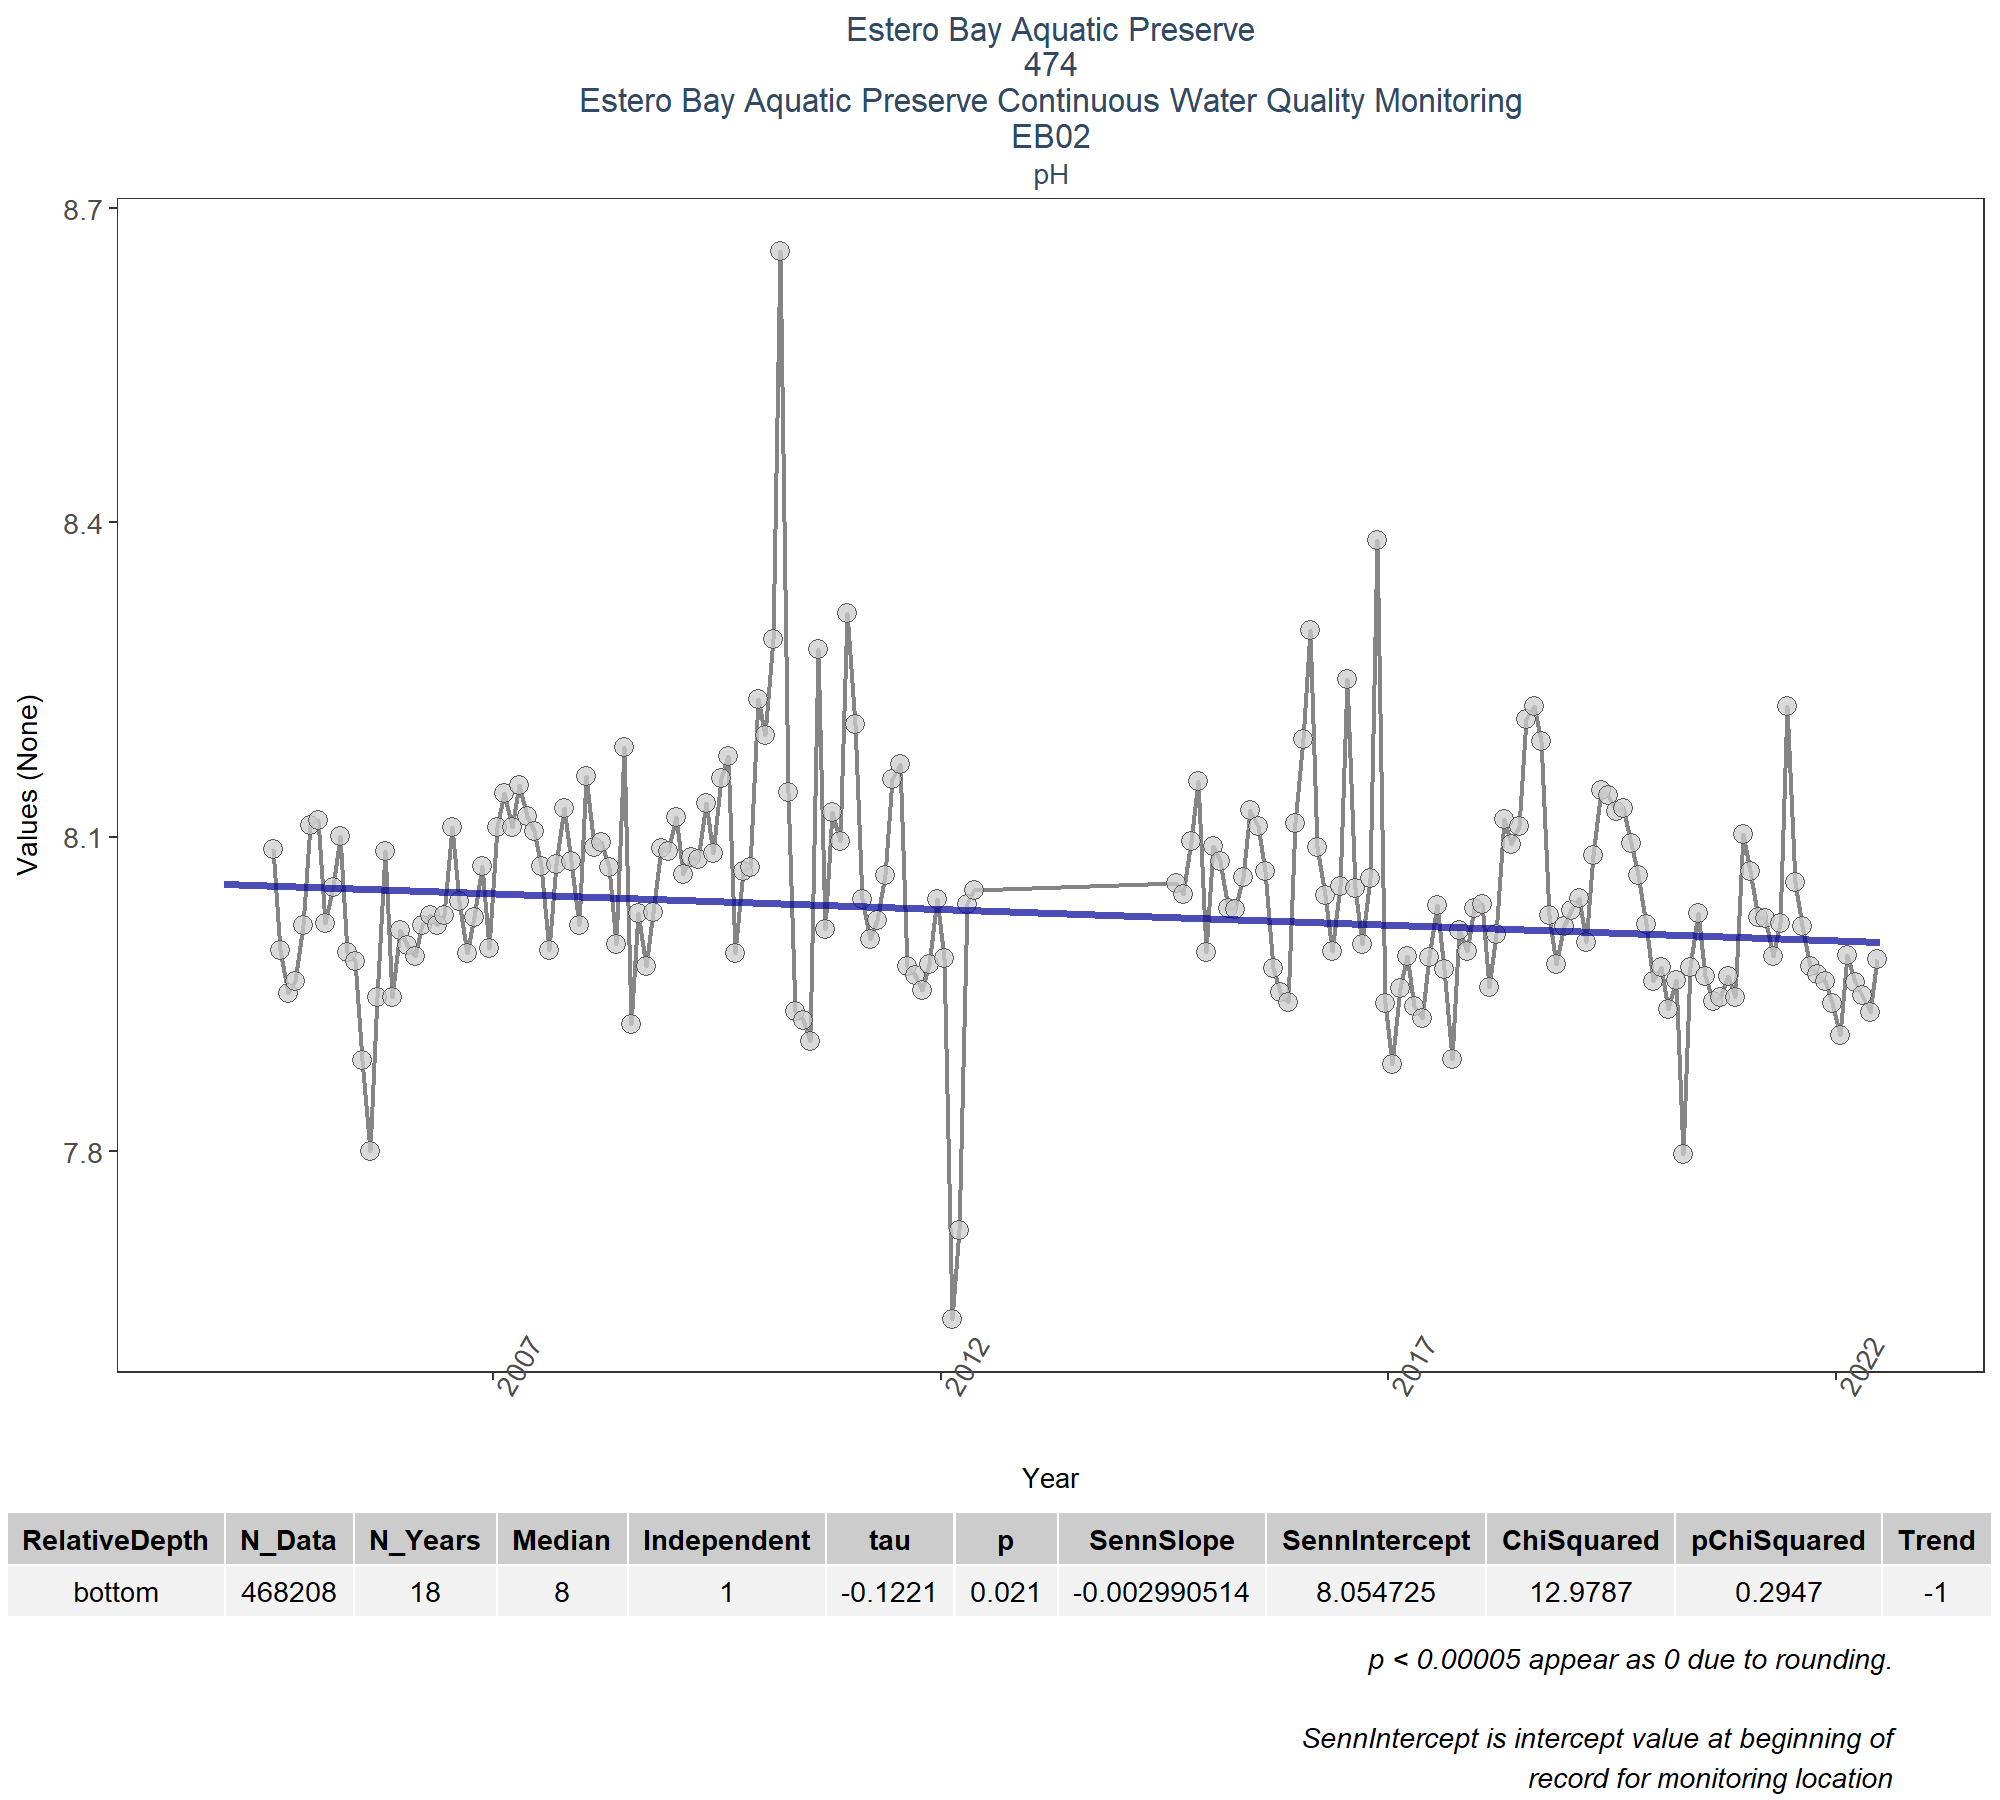 Estero Bay Aquatic Preserve
474
Estero Bay Aquatic Preserve Continuous Water Quality Monitoring
EB02
pH
8.7
8.4
8.1
7.8
Values (None)
2007
2012
2017
2022
Year
RelativeDepth N_Data N_Years Median Independent tau p SennSlope SennIntercept ChiSquared pChiSquared Trend
bottom 468208 18 8 1 -0.1221 0.021 -0.002990514 8.054725 12.9787 0.2947 -1
p < 0.00005 appear as 0 due to rounding.
SennIntercept is intercept value at beginning of
record for monitoring location